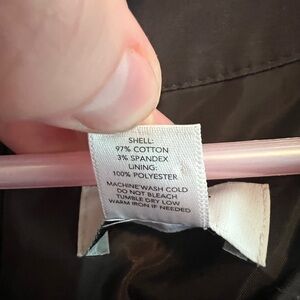 SHELL:
97% COTTON
3% SPANDEX
LINING:
100% POLYESTER
MACHINE WASH COLD
DO NOT BLEACH
TUMBLE DRY LOW
WARM IRON IF NEEDED